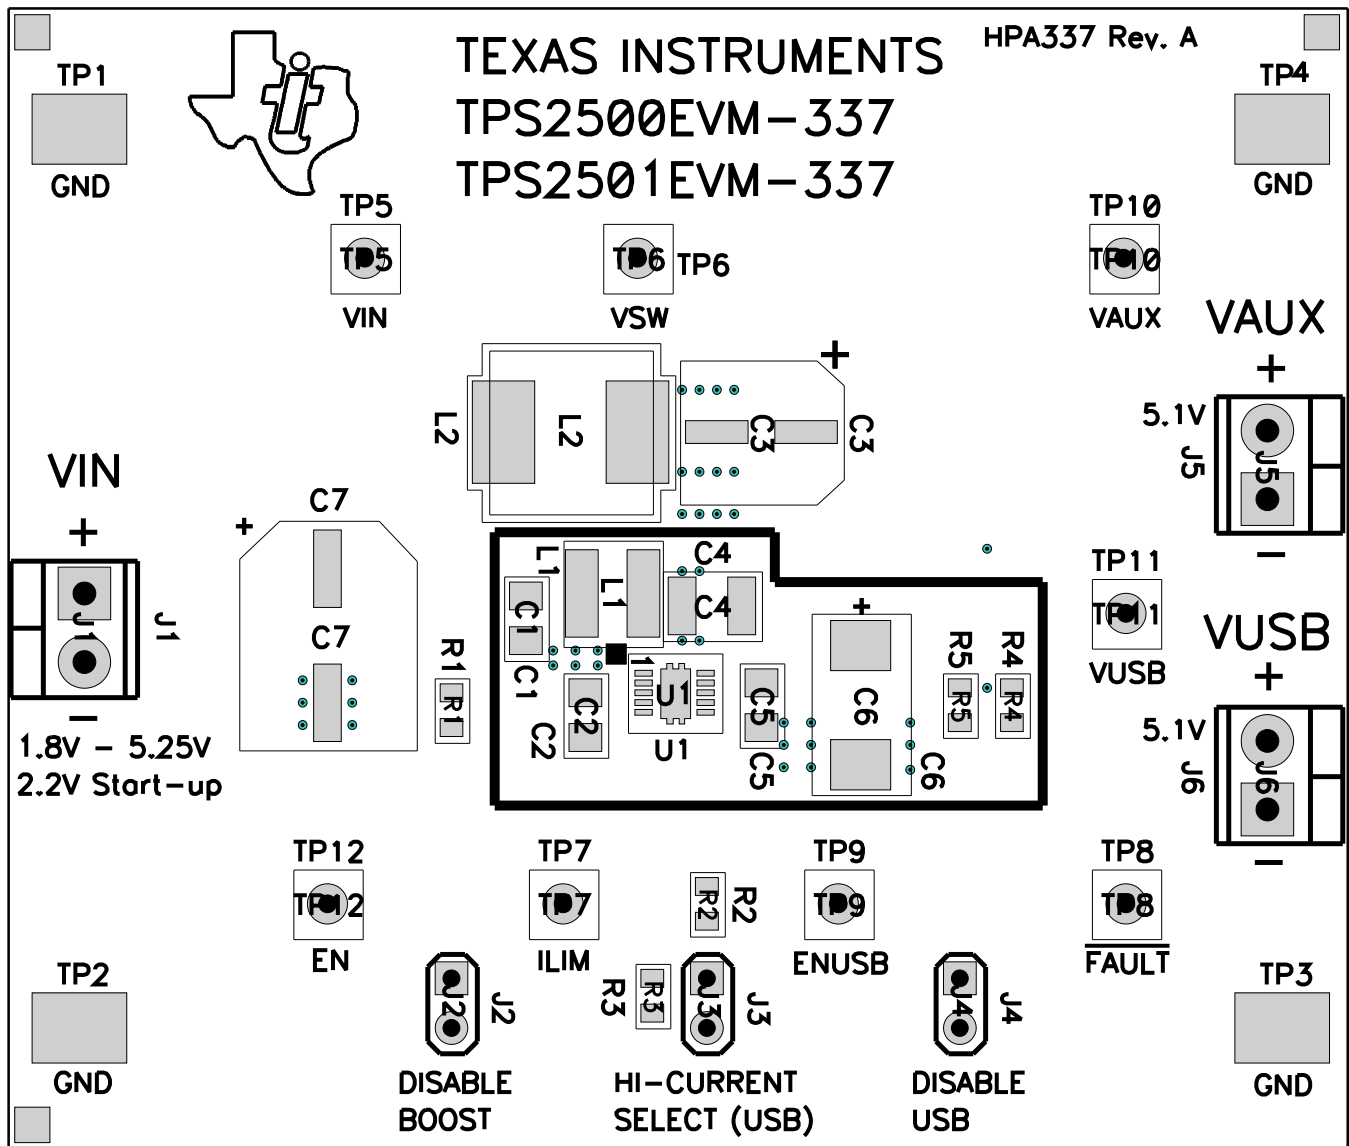 HPA337 Rev. A
TEXAS INSTRUMENTS
TPS2500EVM-337
TPS2501EVM-337
TP1
GND
TP4
GND
TP5
TP5
VIN
TP6
TP6
VSW
TP10
TP10
VAUX
VAUX
+
5.1V
J5
J5
-
L2
L2
+
C3
C3
VIN
+
J1
J1
-
1.8V - 5.25V
2.2V Start-up
+
C7
C7
L1
L1
C4
C4
C1
C1
R1
R1
C2
C2
1
U1
U1
C5
C5
+
C6
C6
R5
R5
R4
R4
TP11
TP11
VUSB
VUSB
+
5.1V
J6
J6
-
TP12
TP12
EN
TP7
TP7
ILIM
R2
R2
TP9
TP9
ENUSB
TP8
TP8
FAULT
TP2
GND
J2
J2
DISABLE
BOOST
R3
R3
J3
J3
HI-CURRENT
SELECT (USB)
J4
J4
DISABLE
USB
TP3
GND